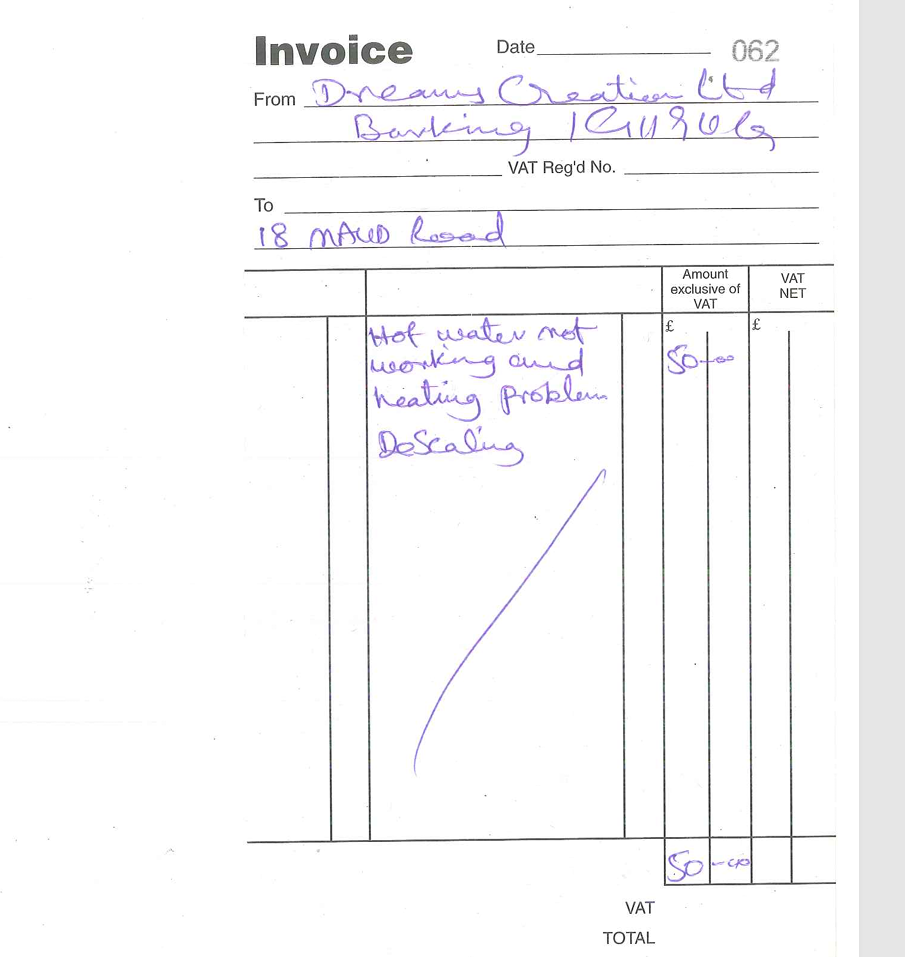 Invoice Date 062
From Dreams Creation Ltd
Barking IG11 8UG
VAT Reg'd No.
To
18 MAUD Road
Amount exclusive of VAT
VAT NET
£ £
Hot water not
working and
heating problem
50-00
DeScaling
50-00
VAT
TOTAL